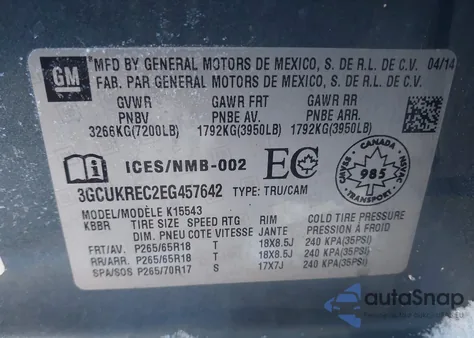 GM
MFD BY GENERAL MOTORS DE MEXICO, S. DE R.L. DE C.V. 04/14
FAB. PAR GENERAL MOTORS DE MEXICO, S. DE R.L. DE C.V.
GVWR GAWR FRT GAWR RR
PNBV PNBE AV. PNBE ARR.
3266KG(7200LB) 1792KG(3950LB) 1792KG(3950LB)
ICES/NMB-002 EC
CANADA
CMVSS NSVAC
985
TRANSPORT
3GCUKREC2EG457642 TYPE: TRU/CAM
MODEL/MODÈLE K15543
KBBR TIRE SIZE SPEED RTG RIM COLD TIRE PRESSURE
DIM. PNEU COTE VITESSE JANTE PRESSION À FROID
FRT/AV. P265/65R18 T 18X8.5J 240 KPA(35PSI)
RR/ARR. P265/65R18 T 18X8.5J 240 KPA(35PSI)
SPA/SOS P265/70R17 S 17X7J 240 KPA(35PSI)
autoSnap